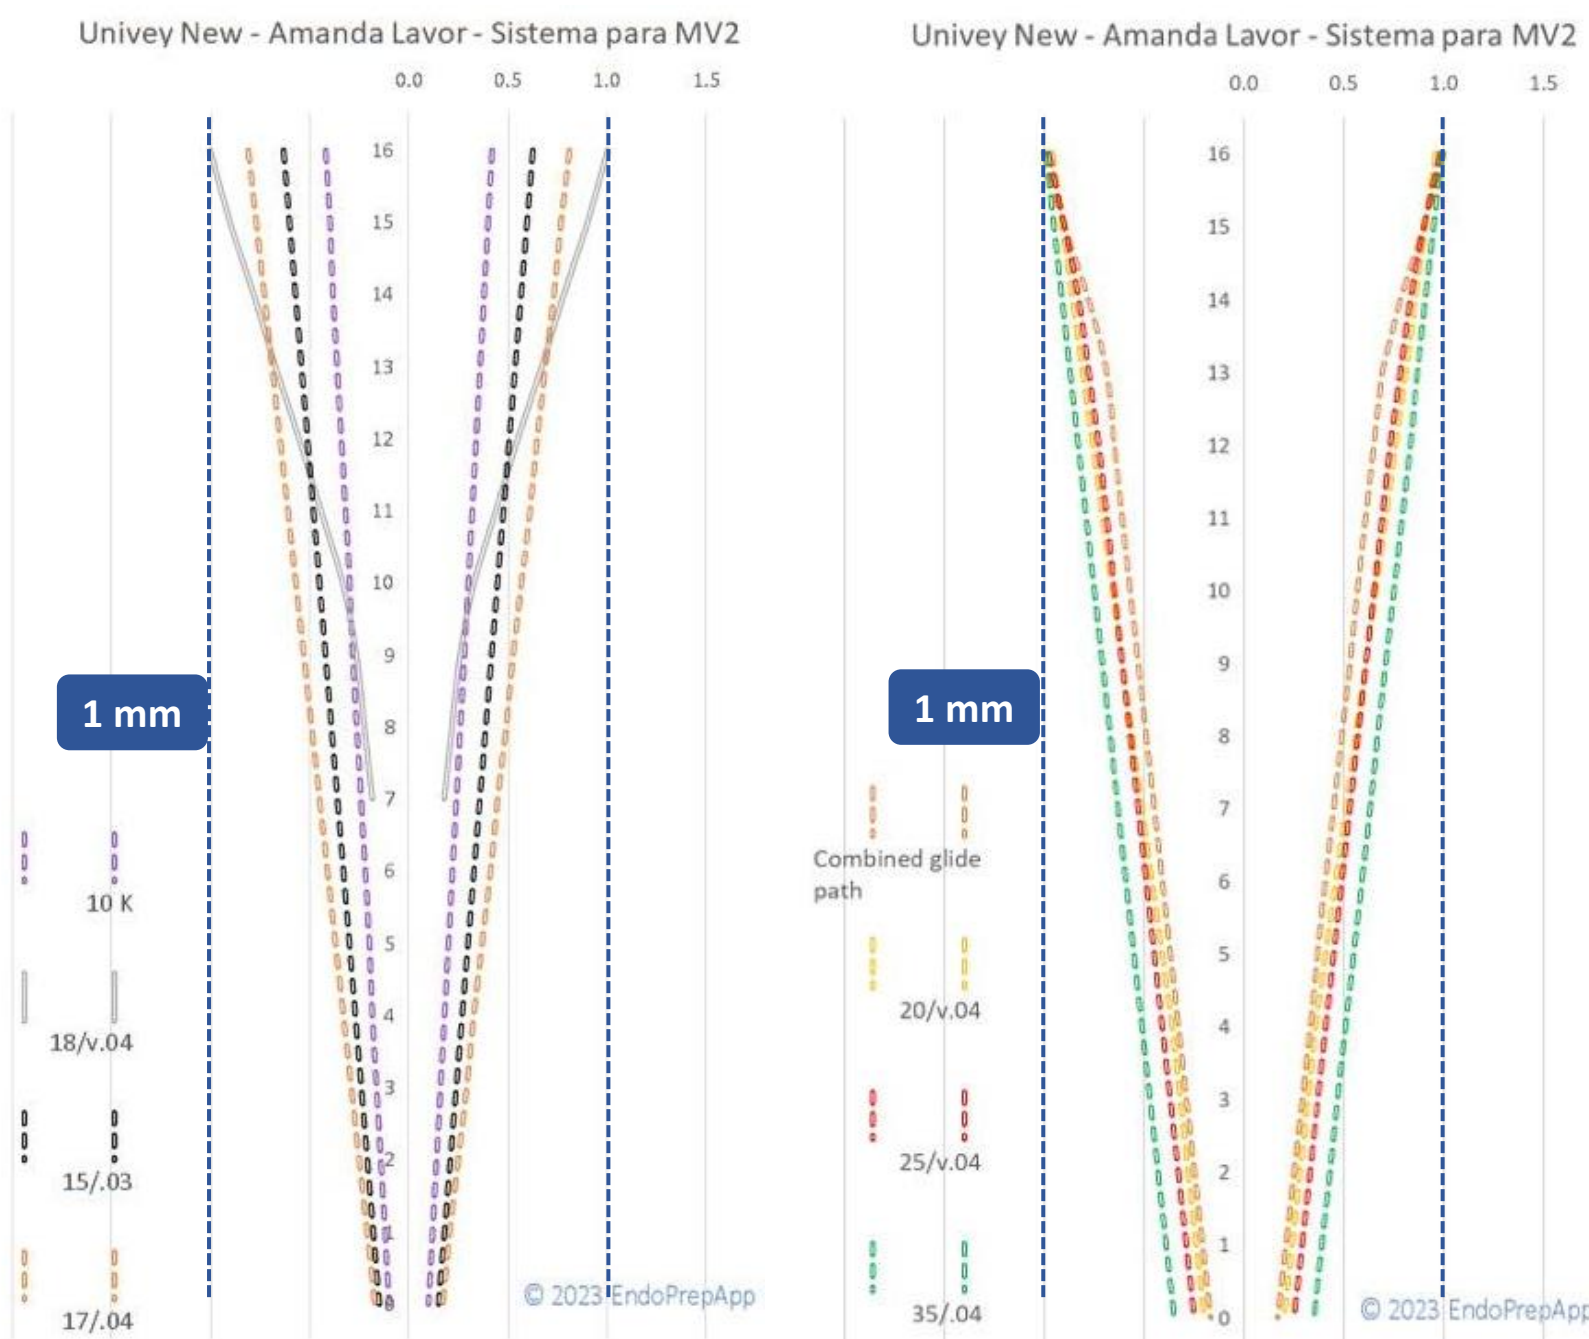 Univey New - Amanda Lavor - Sistema para MV2
0.0 0.5 1.0 1.5
16
15
14
13
12
11
10
9
8
7
6
5
4
3
2
1
0
1 mm
10 K
18/v.04
15/.03
17/.04
© 2023 EndoPrepApp
Univey New - Amanda Lavor - Sistema para MV2
0.0 0.5 1.0 1.5
16
15
14
13
12
11
10
9
8
7
6
5
4
3
2
1
0
1 mm
Combined glide
path
20/v.04
25/v.04
35/.04
© 2023 EndoPrepApp